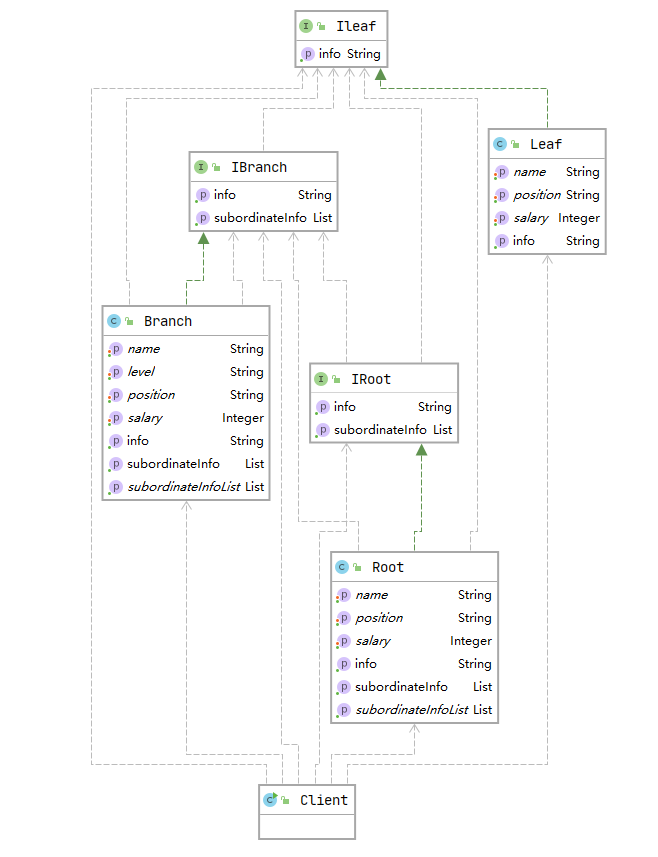 Ileaf
info String
IBranch
info String
subordinateInfo List
Leaf
name String
position String
salary Integer
info String
Branch
name String
level String
position String
salary Integer
info String
subordinateInfo List
subordinateInfoList List
IRoot
info String
subordinateInfo List
Root
name String
position String
salary Integer
info String
subordinateInfo List
subordinateInfoList List
Client